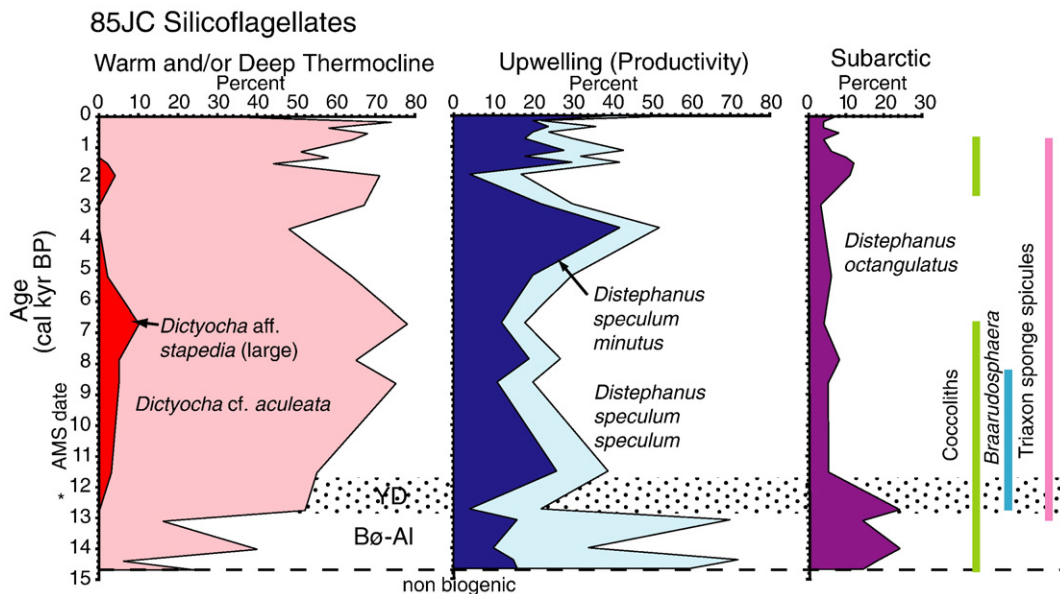 85JC Silicoflagellates
Warm and/or Deep Thermocline
Percent
0 10 20 30 40 50 60 70 80
Upwelling (Productivity)
Percent
0 10 20 30 40 50 60 70 80
Subarctic
Percent
0 10 20 30
Age
(cal kyr BP)
AMS date
*
0
1
2
3
4
5
6
7
8
9
10
11
12
13
14
15
Dictyocha aff.
stapedia (large)
Dictyocha cf. aculeata
YD
Bø-Al
Distephanus
speculum
minutus
Distephanus
speculum
speculum
Distephanus
octangulatus
Coccoliths
Braarudosphaera
Triaxon sponge spicules
non biogenic